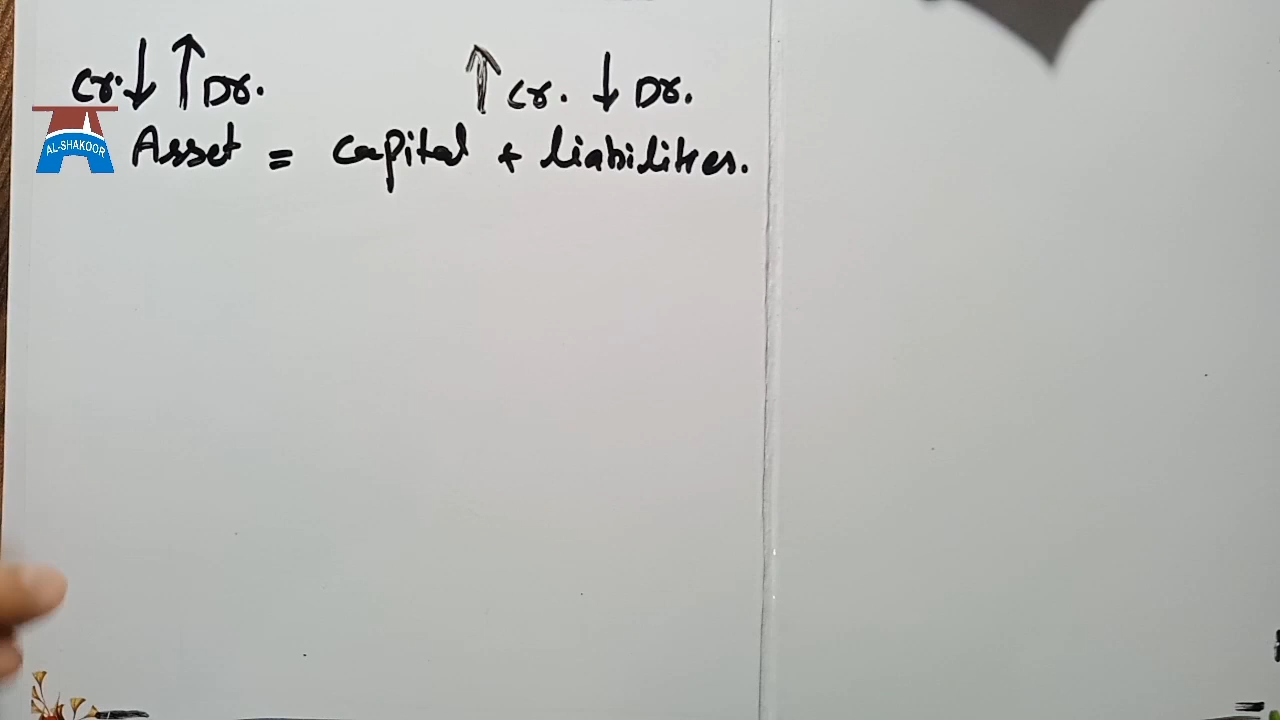 Cr. ↓ ↑ Dr. ↑ Cr. ↓ Dr.
AL-SHAKOOR
Asset = Capital + liabilities.